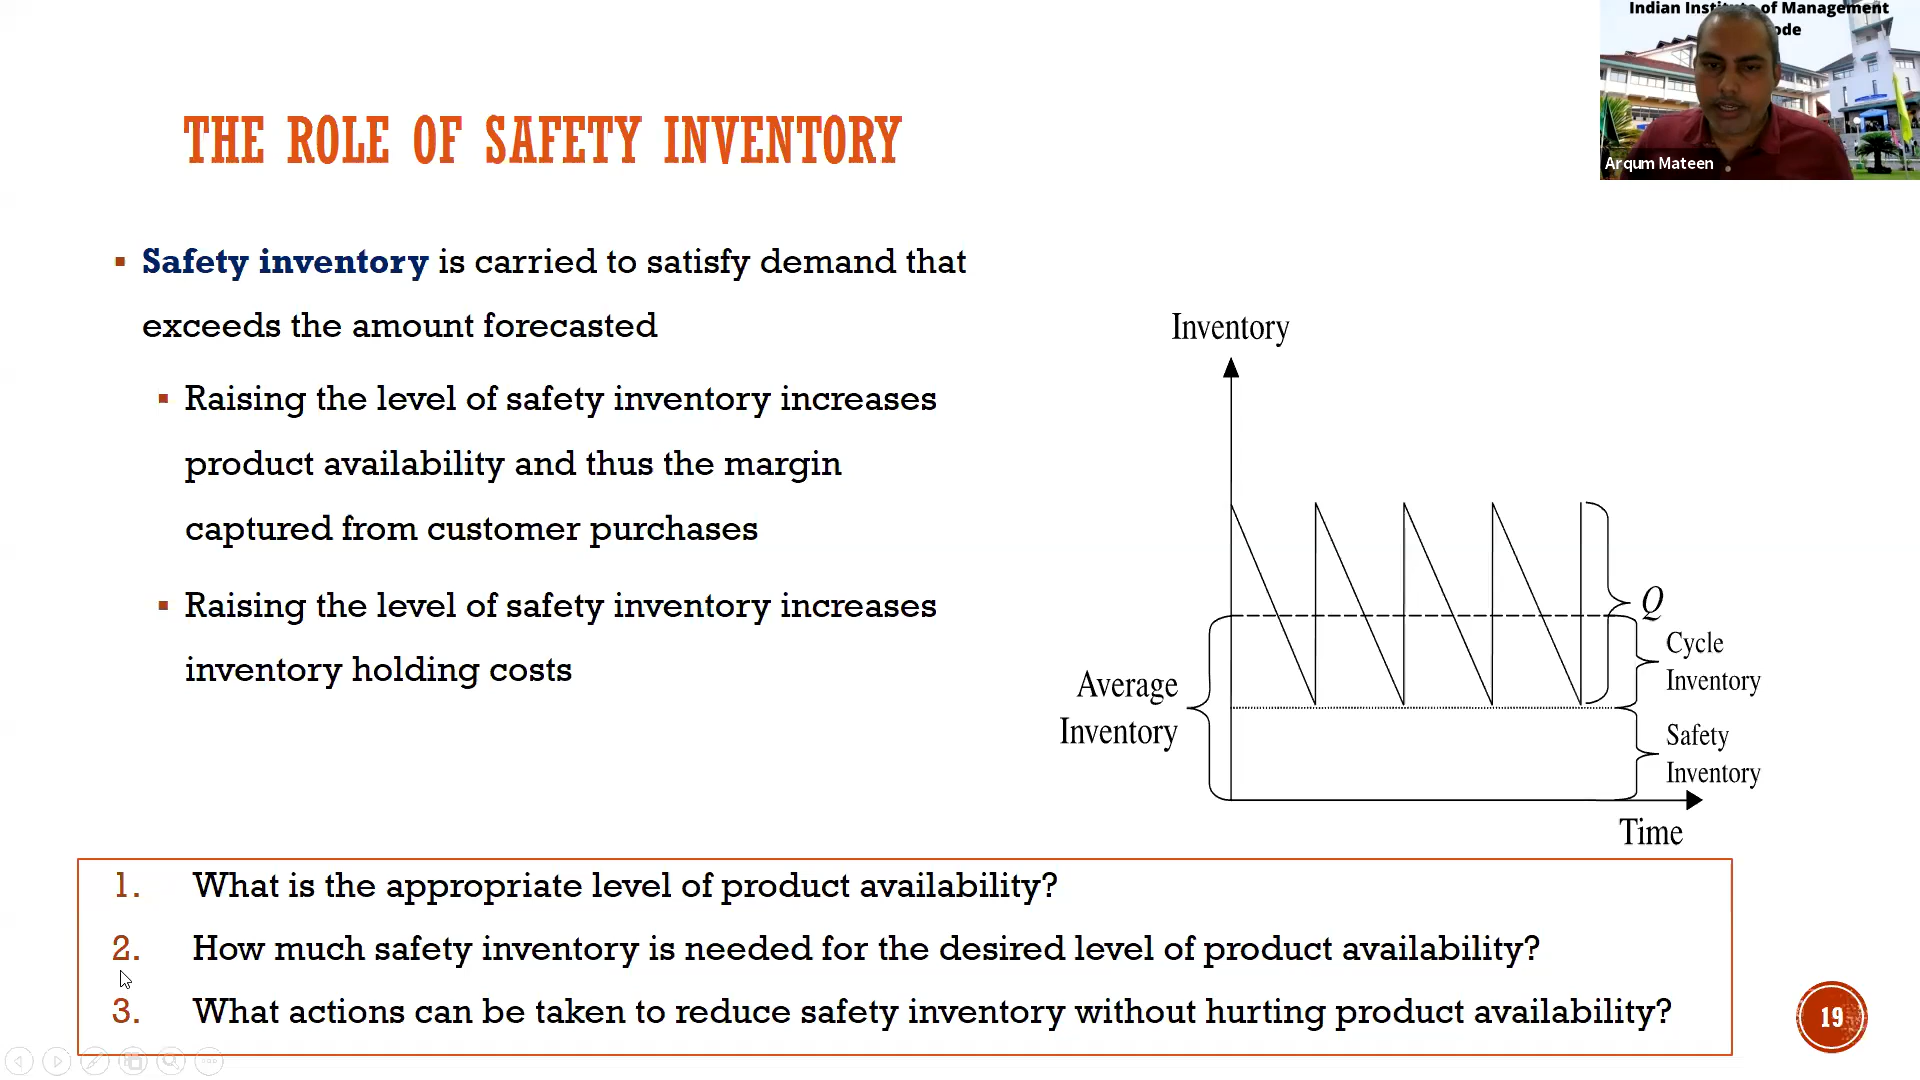 Indian Institute of Management
ode
Arqum Mateen
THE ROLE OF SAFETY INVENTORY
▪ Safety inventory is carried to satisfy demand that
exceeds the amount forecasted
▪ Raising the level of safety inventory increases
product availability and thus the margin
captured from customer purchases
▪ Raising the level of safety inventory increases
inventory holding costs
Inventory
Q
Cycle
Inventory
Average
Inventory
Safety
Inventory
Time
1. What is the appropriate level of product availability?
2. How much safety inventory is needed for the desired level of product availability?
3. What actions can be taken to reduce safety inventory without hurting product availability?
19